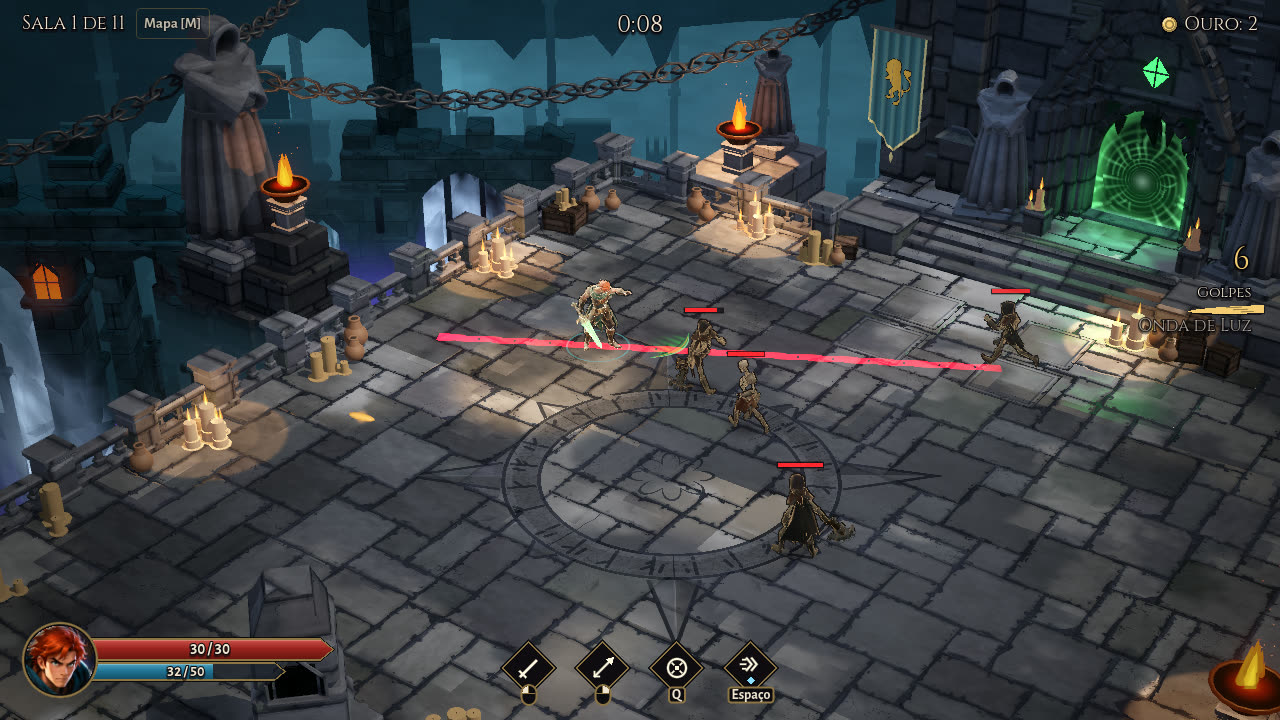 SALA 1 DE 11
Mapa [M]
0:08
OURO: 2
6
GOLPES
ONDA DE LUZ
30/30
32/50
Q
Espaço